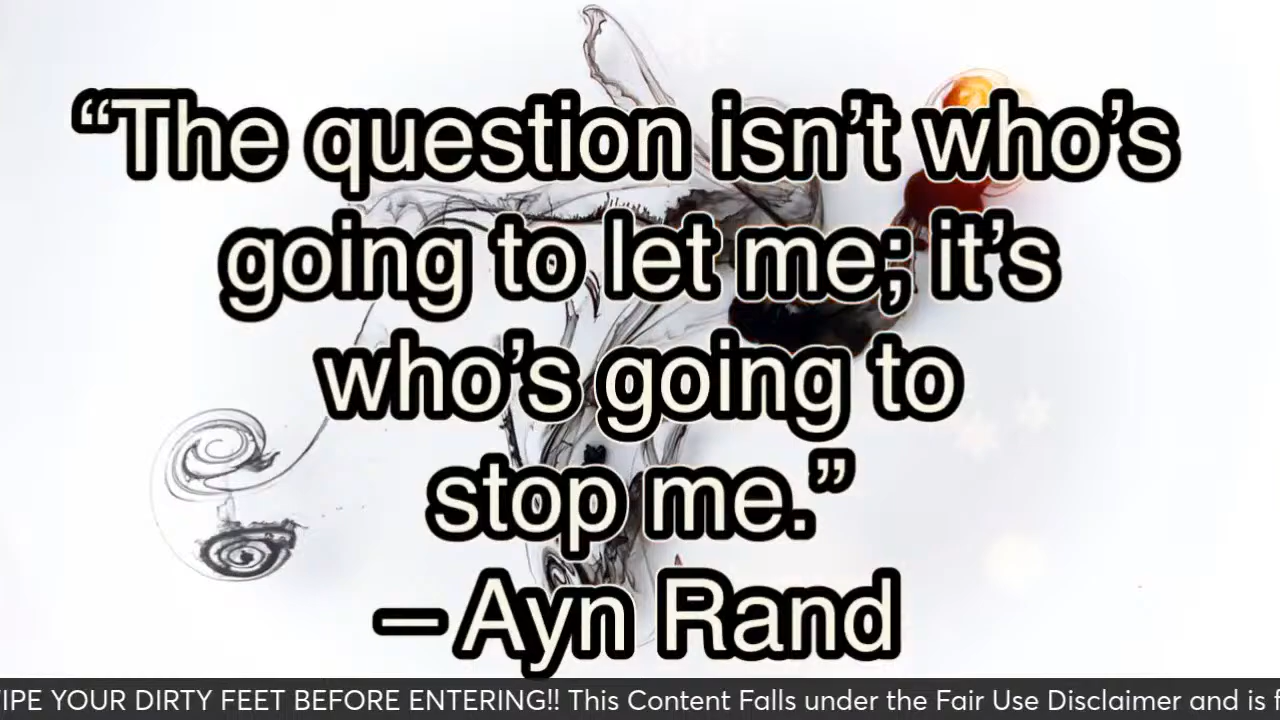 “The question isn’t who’s
going to let me; it’s
who’s going to
stop me.”
– Ayn Rand
IPE YOUR DIRTY FEET BEFORE ENTERING!! This Content Falls under the Fair Use Disclaimer and is f